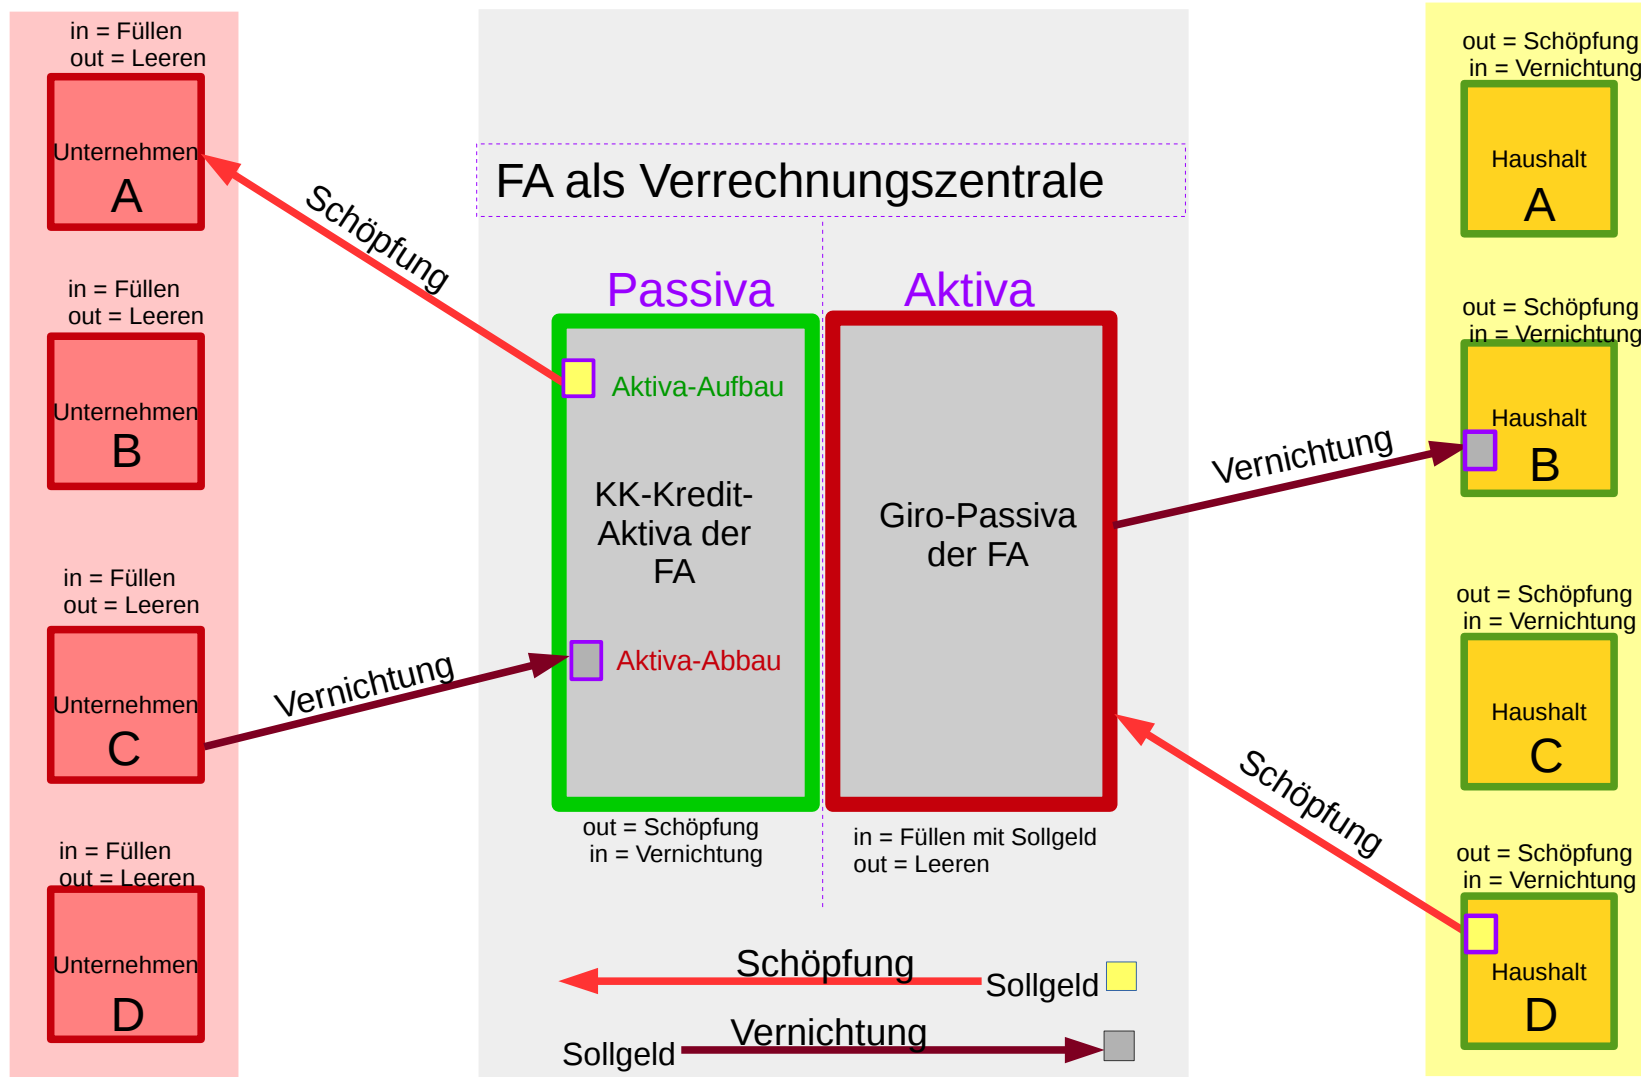 in = Füllen
out = Leeren
Unternehmen
A
in = Füllen
out = Leeren
Unternehmen
B
in = Füllen
out = Leeren
Unternehmen
C
in = Füllen
out = Leeren
Unternehmen
D
Schöpfung
Vernichtung
FA als Verrechnungszentrale
Passiva
Aktiva
Aktiva-Aufbau
KK-Kredit-
Aktiva der
FA
Aktiva-Abbau
out = Schöpfung
in = Vernichtung
Giro-Passiva
der FA
in = Füllen mit Sollgeld
out = Leeren
Schöpfung
Sollgeld
Vernichtung
Sollgeld
Vernichtung
Schöpfung
out = Schöpfung
in = Vernichtung
Haushalt
A
out = Schöpfung
in = Vernichtung
Haushalt
B
out = Schöpfung
in = Vernichtung
Haushalt
C
out = Schöpfung
in = Vernichtung
Haushalt
D